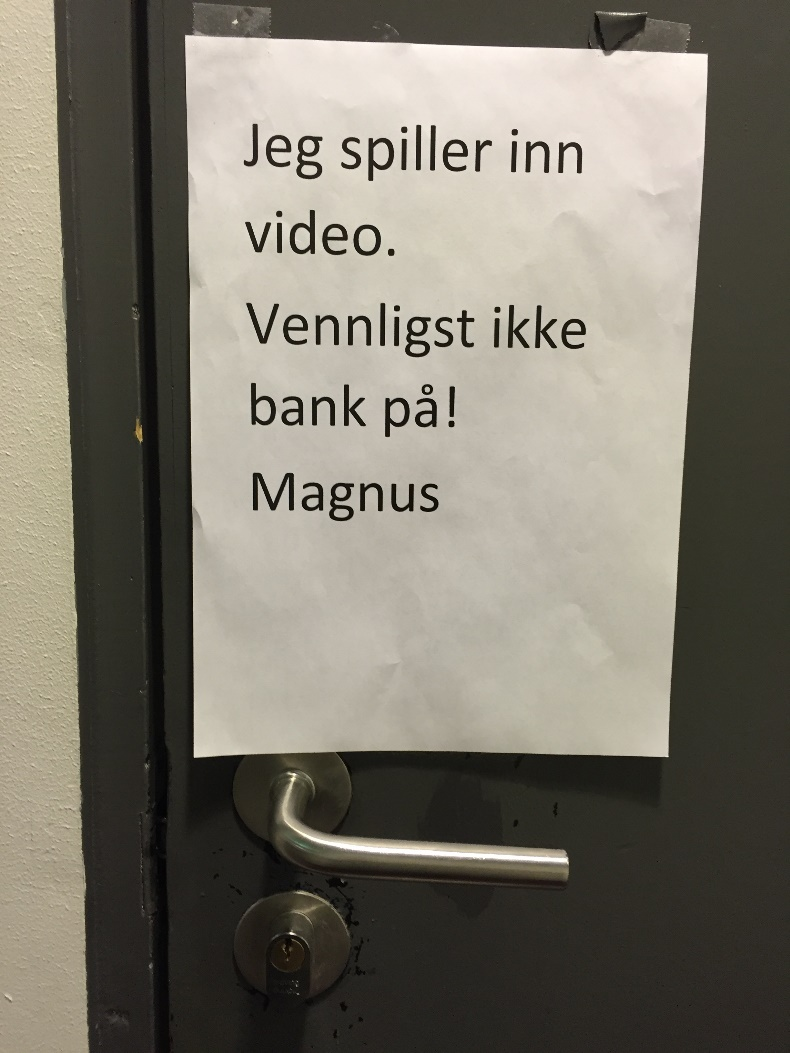 Jeg spiller inn
video.
Vennligst ikke
bank på!
Magnus